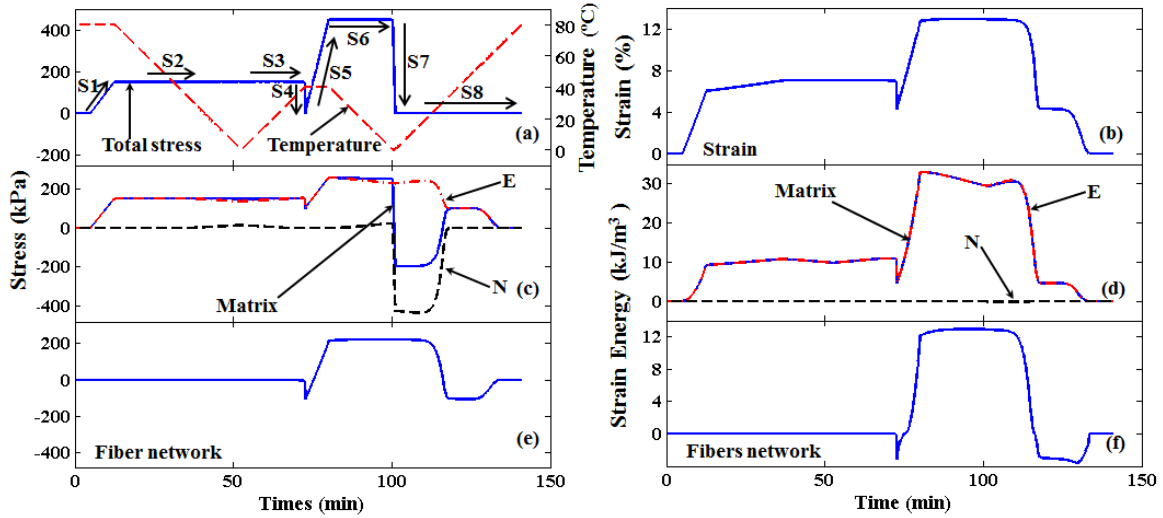 400
200
0
-200
S1
S2
S3
S4
S5
S6
S7
S8
Total stress
Temperature
(a)
80
60
40
20
0
Temperature (°C)
200
0
-200
-400
Stress (kPa)
Matrix
E
N
(c)
200
0
-200
-400
Fiber network
(e)
0
50
100
150
Times (min)
12
8
4
0
Strain (%)
Strain
(b)
30
20
10
0
Strain Energy (kJ/m³)
Matrix
E
N
(d)
12
8
4
0
Fibers network
(f)
0
50
100
150
Time (min)